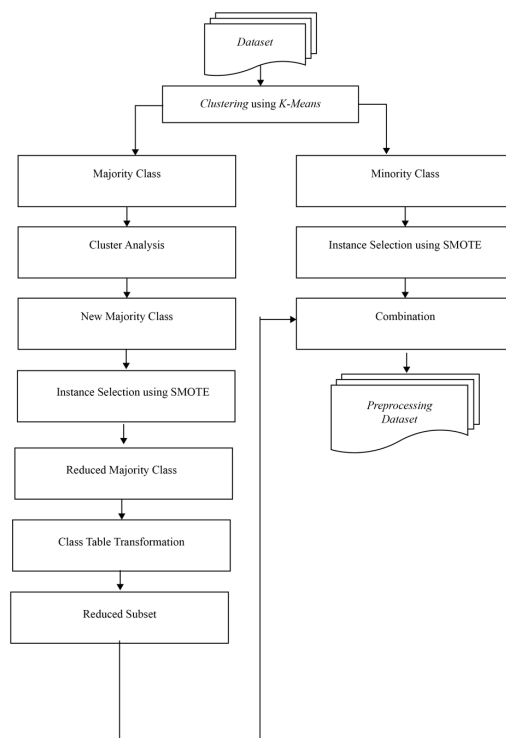 Dataset
Clustering using K-Means
Majority Class
Cluster Analysis
New Majority Class
Instance Selection using SMOTE
Reduced Majority Class
Class Table Transformation
Reduced Subset
Minority Class
Instance Selection using SMOTE
Combination
Preprocessing
Dataset